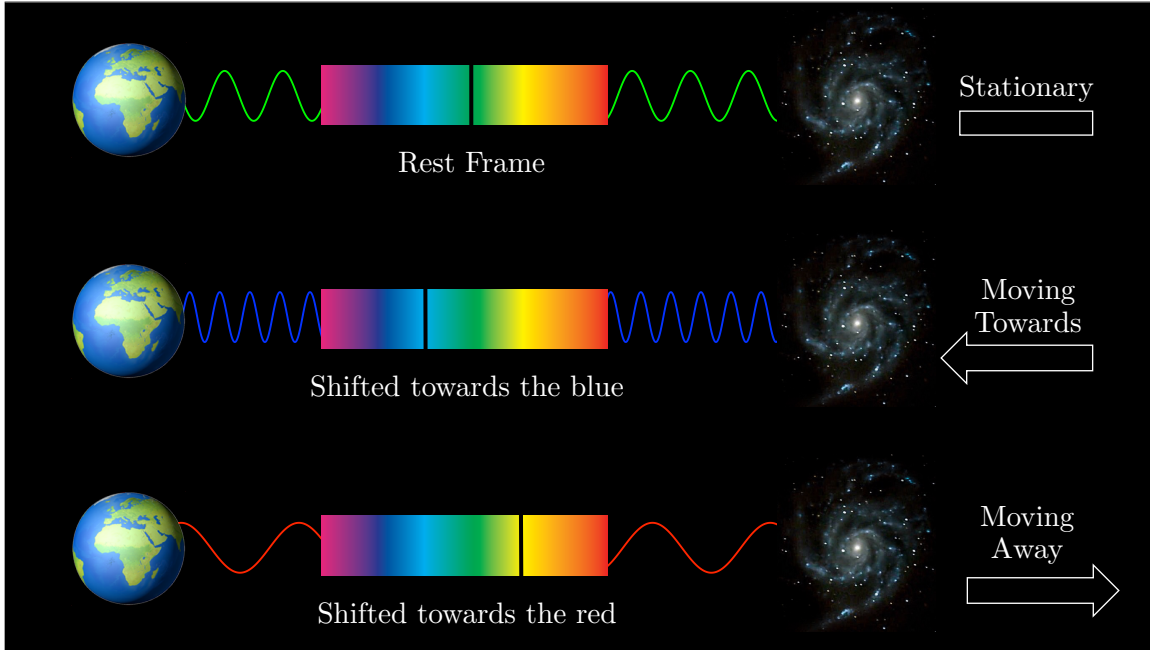 Stationary
Rest Frame
Moving
Towards
Shifted towards the blue
Moving
Away
Shifted towards the red